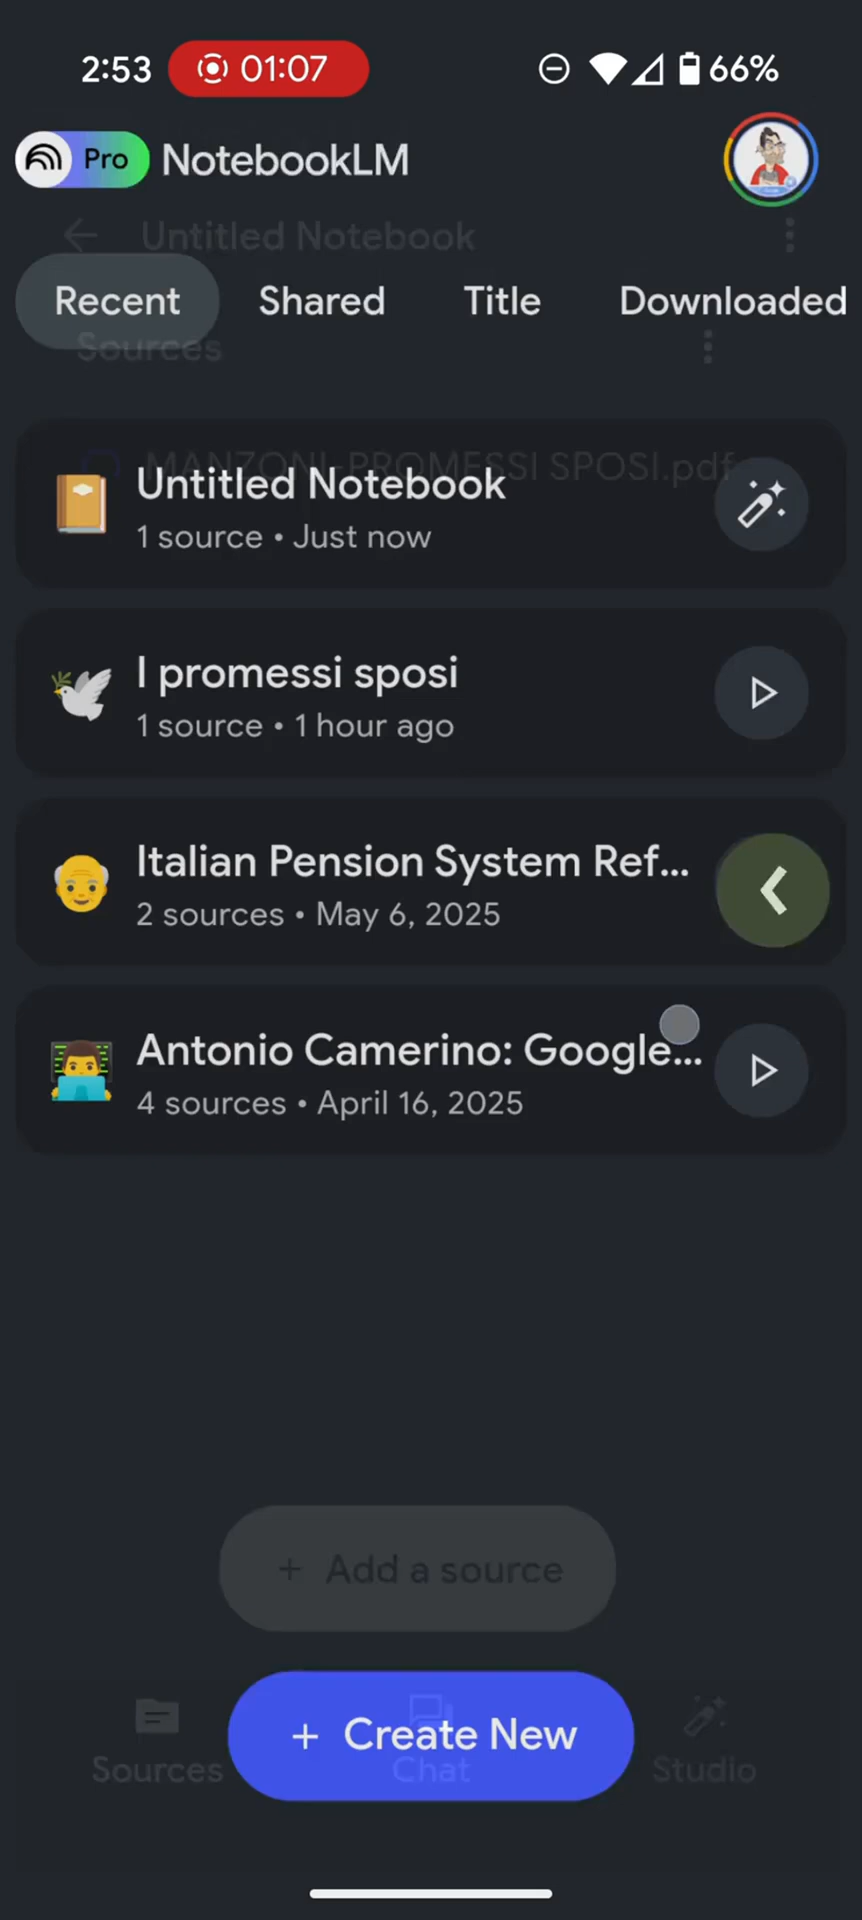 2:53 01:07 66%
Pro NotebookLM
Untitled Notebook
Recent Shared Title Downloaded
Sources
MANZONI-PROMESSI SPOSI.pdf
Untitled Notebook
1 source • Just now
I promessi sposi
1 source • 1 hour ago
Italian Pension System Ref...
2 sources • May 6, 2025
Antonio Camerino: Google...
4 sources • April 16, 2025
+ Add a source
+ Create New
Sources Chat Studio